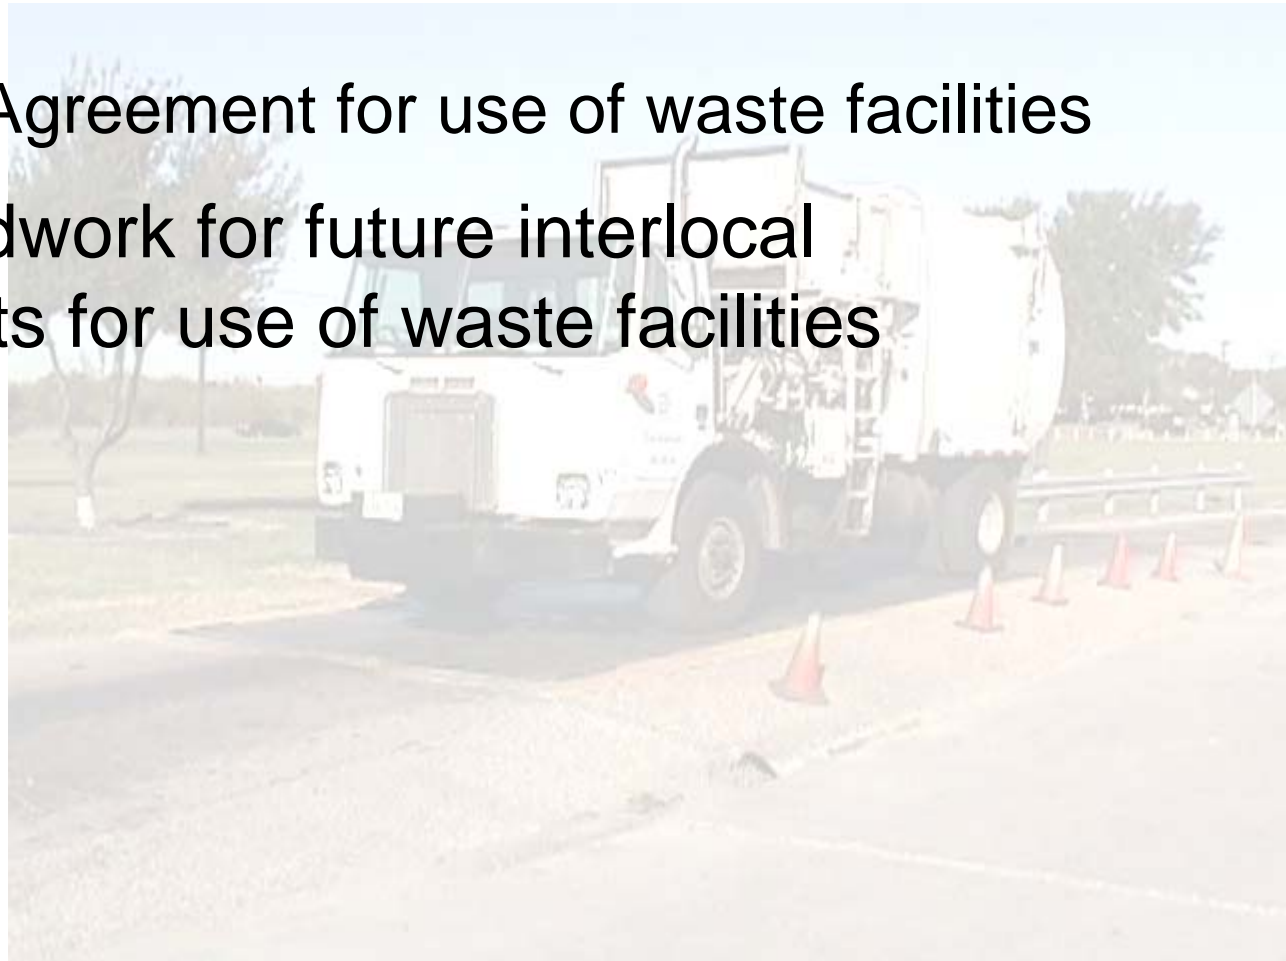 Agreement for use of waste facilities
dwork for future interlocal
ts for use of waste facilities